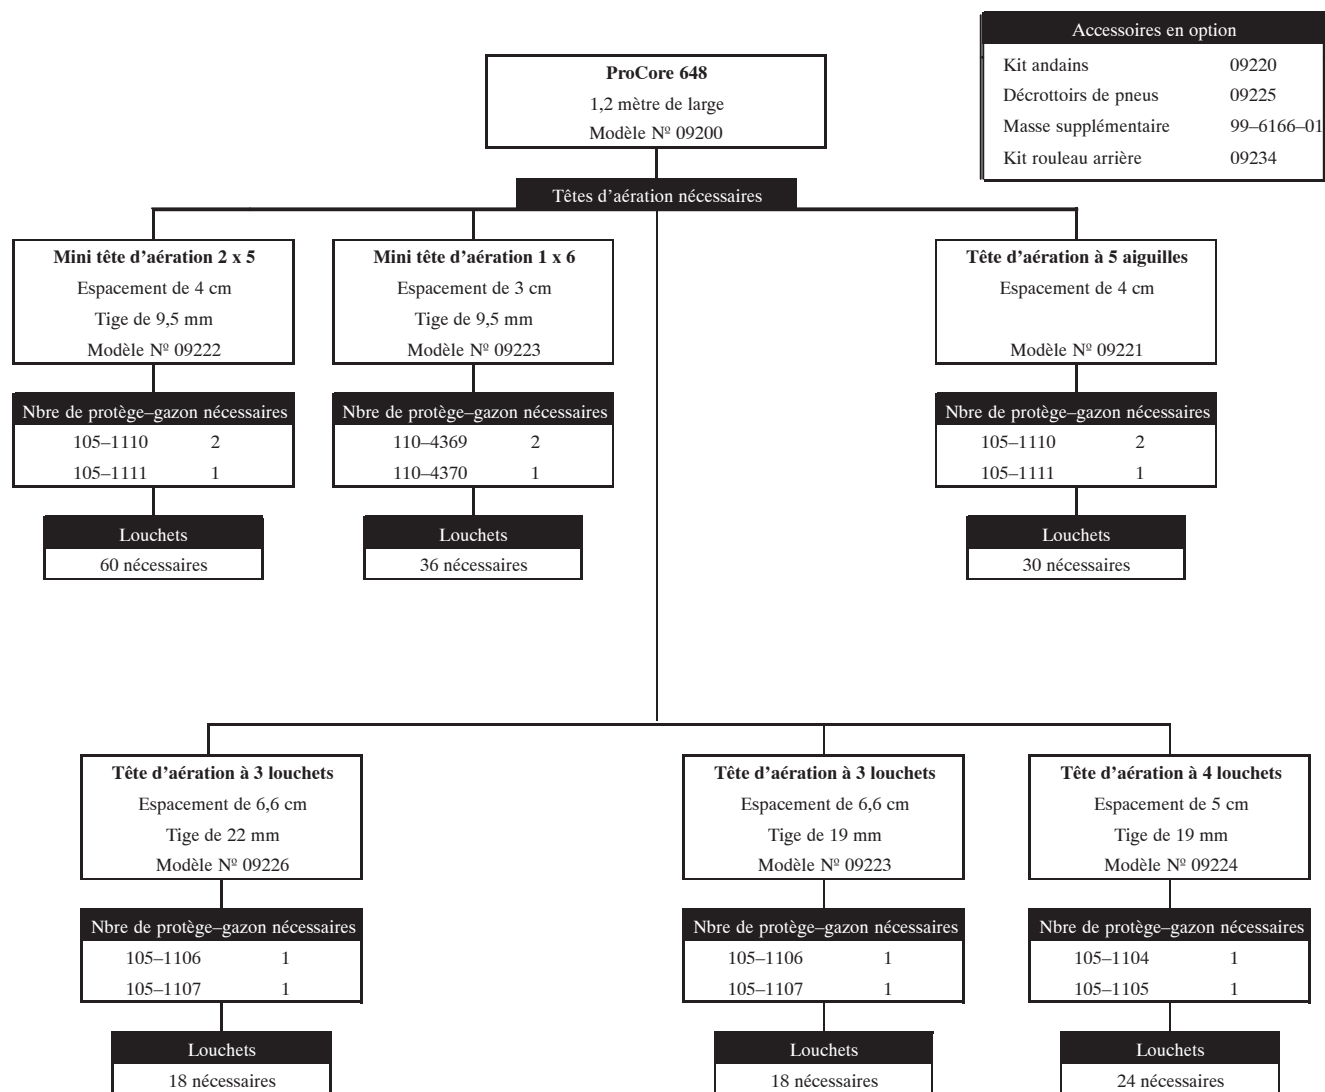 Accessoires en option
Kit andains 09220
Décrottoirs de pneus 09225
Masse supplémentaire 99–6166–01
Kit rouleau arrière 09234
ProCore 648
1,2 mètre de large
Modèle Nº 09200
Têtes d'aération nécessaires
Mini tête d'aération 2 x 5
Espacement de 4 cm
Tige de 9,5 mm
Modèle Nº 09222
Nbre de protège–gazon nécessaires
105–1110 2
105–1111 1
Louchets
60 nécessaires
Mini tête d'aération 1 x 6
Espacement de 3 cm
Tige de 9,5 mm
Modèle Nº 09223
Nbre de protège–gazon nécessaires
110–4369 2
110–4370 1
Louchets
36 nécessaires
Tête d'aération à 5 aiguilles
Espacement de 4 cm
Modèle Nº 09221
Nbre de protège–gazon nécessaires
105–1110 2
105–1111 1
Louchets
30 nécessaires
Tête d'aération à 3 louchets
Espacement de 6,6 cm
Tige de 22 mm
Modèle Nº 09226
Nbre de protège–gazon nécessaires
105–1106 1
105–1107 1
Louchets
18 nécessaires
Tête d'aération à 3 louchets
Espacement de 6,6 cm
Tige de 19 mm
Modèle Nº 09223
Nbre de protège–gazon nécessaires
105–1106 1
105–1107 1
Louchets
18 nécessaires
Tête d'aération à 4 louchets
Espacement de 5 cm
Tige de 19 mm
Modèle Nº 09224
Nbre de protège–gazon nécessaires
105–1104 1
105–1105 1
Louchets
24 nécessaires